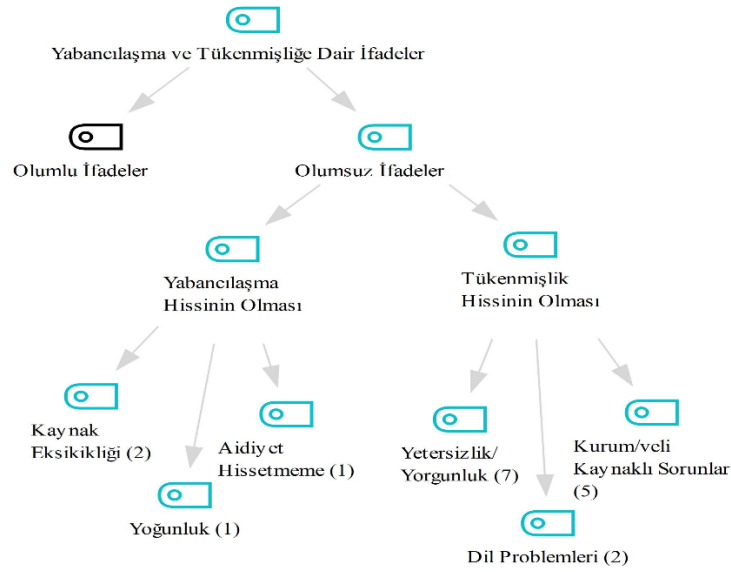 Yabancılaşma ve Tükenmişliğe Dair İfadeler
Olumlu İfadeler
Olumsuz İfadeler
Yabancılaşma
Hissinin Olması
Tükenmişlik
Hissinin Olması
Kaynak
Eksikikliği (2)
Aidiyet
Hissetmeme (1)
Yoğunluk (1)
Yetersizlik/
Yorgunluk (7)
Kurum/veli
Kaynaklı Sorunlar
(5)
Dil Problemleri (2)